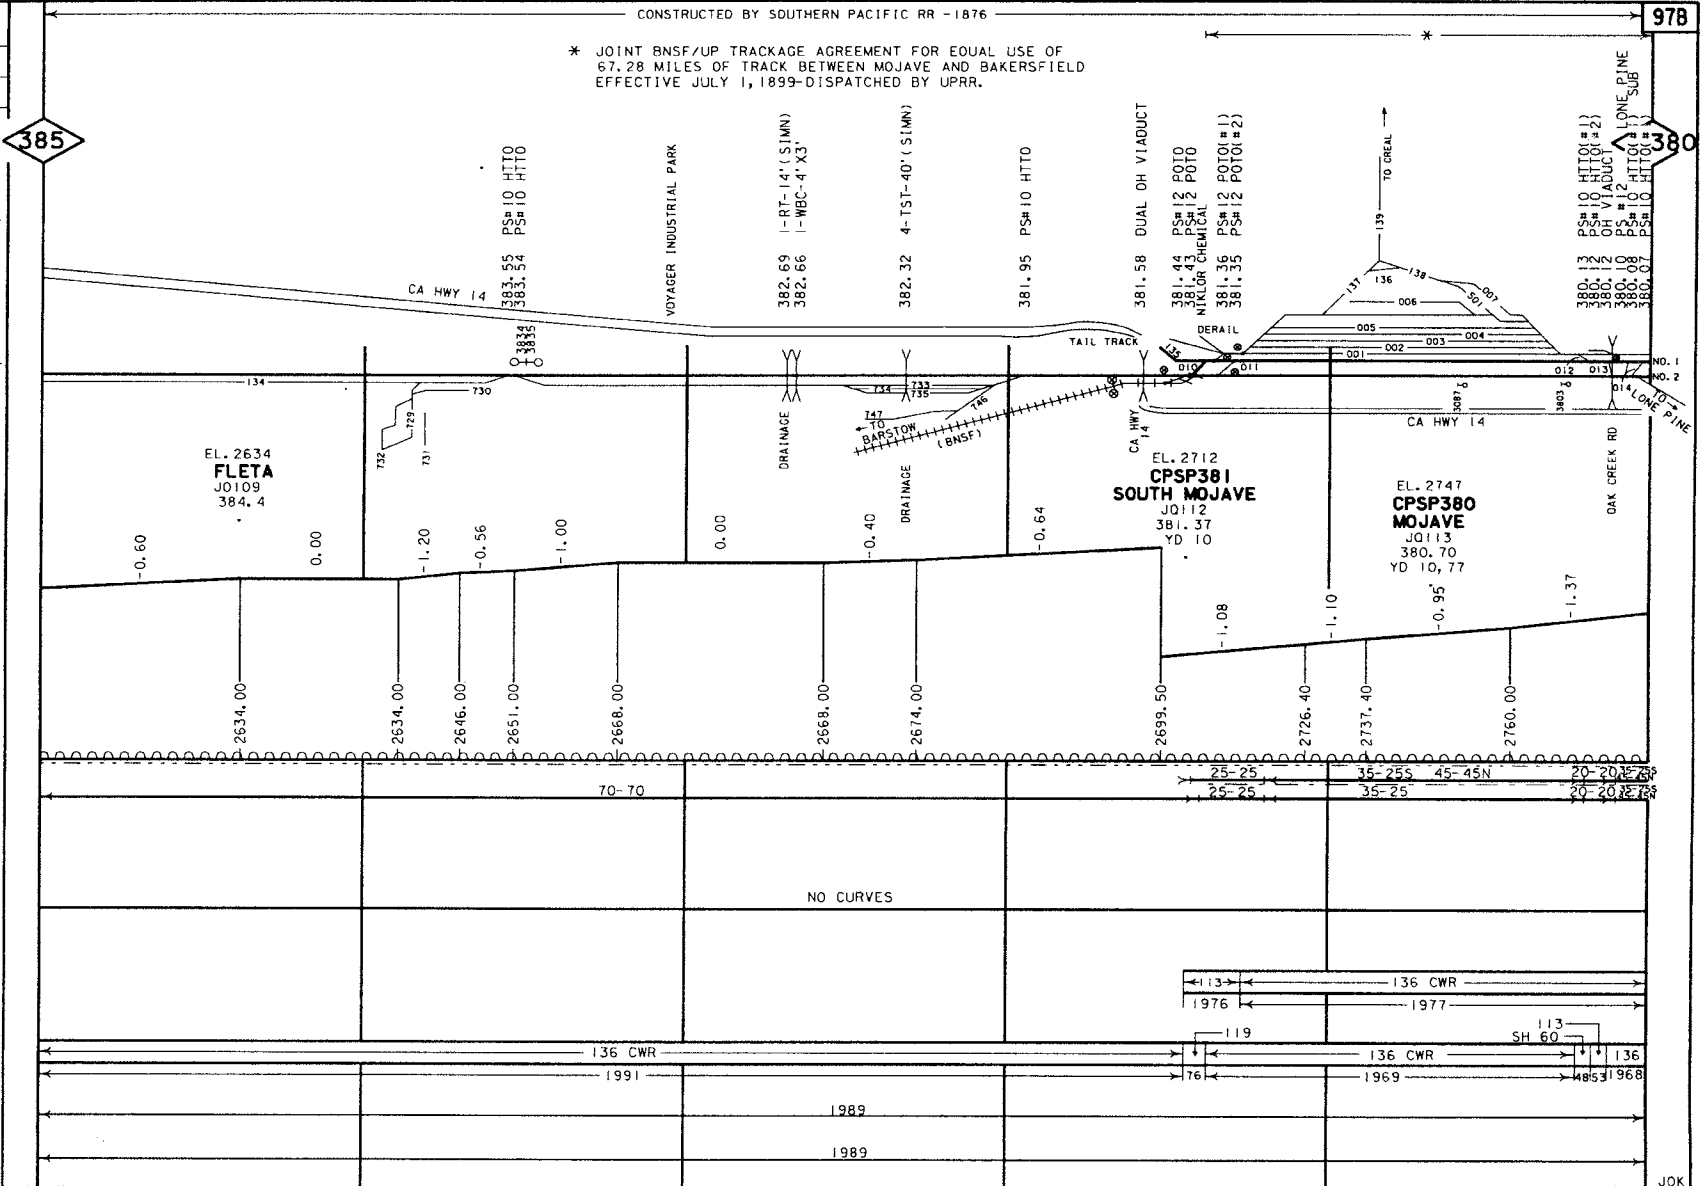 CONSTRUCTED BY SOUTHERN PACIFIC RR -1876
97B
* JOINT BNSF/UP TRACKAGE AGREEMENT FOR EQUAL USE OF
67.28 MILES OF TRACK BETWEEN MOJAVE AND BAKERSFIELD
EFFECTIVE JULY 1, 1899-DISPATCHED BY UPRR.
*
385
380
383.55 PS#10 HTTO
383.54 PS#10 HTTO
VOYAGER INDUSTRIAL PARK
382.69 1-RT-14'(SIMN)
382.66 1-WBC-4'X3'
382.32 4-TST-40'(SIMN)
381.95 PS#10 HTTO
381.58 DUAL OH VIADUCT
381.44 PS#12 POTO
381.43 PS#12 POTO
NIKLOR CHEMICAL
381.36 PS#12 POTO(#1)
381.35 PS#12 POTO(#2)
TO CREAL
380.13 PS#10 HTTO(#1)
380.12 PS#10 HTTO(#2)
380.12 OH VIADUCT
380.10 PS #12 LONE PINE SUB
380.08 PS#10 HTTO(#1)
380.07 PS#10 HTTO(#
139
137
136
138
006
501
007
005
004
003
002
001
CA HWY 14
3834
3835
TAIL TRACK
DERAIL
135
010
011
012
013
014
NO. 1
NO. 2
134
730
729
732
731
734
733
735
746
747
TO
BARSTOW
(BNSF)
DRAINAGE
DRAINAGE
CA HWY
14
3087
3803
CA HWY 14
TO
LONE PINE
OAK CREEK RD
EL. 2634
FLETA
JQ109
384.4
EL. 2712
CPSP381
SOUTH MOJAVE
JQ112
381.37
YD 10
EL. 2747
CPSP380
MOJAVE
JQ113
380.70
YD 10,77
-0.60
0.00
-1.20
-0.56
-1.00
0.00
-0.40
-0.64
-1.08
-1.10
-0.95
-1.37
2634.00
2634.00
2646.00
2651.00
2668.00
2668.00
2674.00
2699.50
2726.40
2737.40
2760.00
25-25 35-25S 45-45N 20-20
70-70 25-25 35-25 20-20
NO CURVES
113 136 CWR
1976 1977
119
113
SH 60
136 CWR 136 CWR 136
1991 76 1969 48 53 1968
1989
1989
JOK